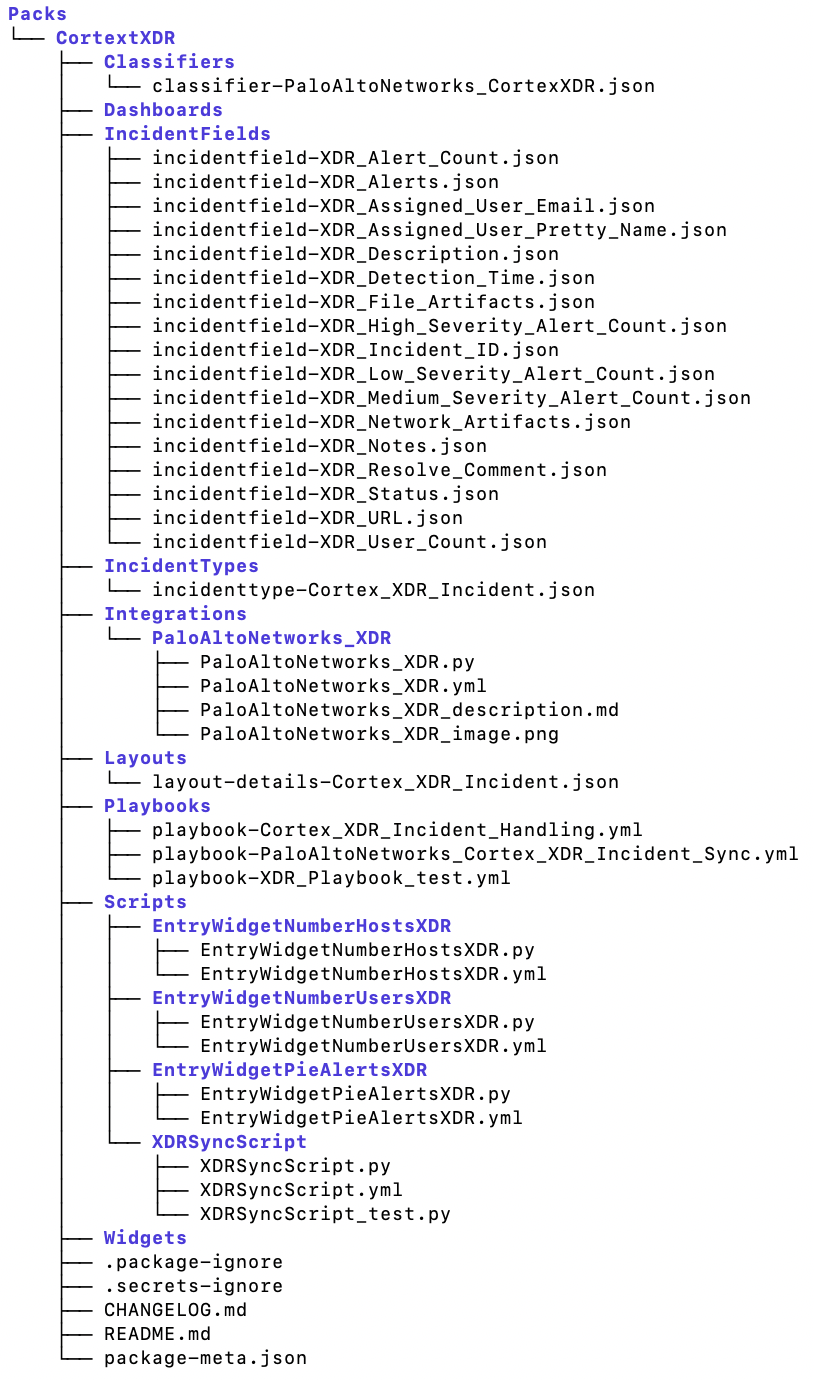 Packs
└── CortextXDR
    ├── Classifiers
    │   └── classifier-PaloAltoNetworks_CortexXDR.json
    ├── Dashboards
    ├── IncidentFields
    │   ├── incidentfield-XDR_Alert_Count.json
    │   ├── incidentfield-XDR_Alerts.json
    │   ├── incidentfield-XDR_Assigned_User_Email.json
    │   ├── incidentfield-XDR_Assigned_User_Pretty_Name.json
    │   ├── incidentfield-XDR_Description.json
    │   ├── incidentfield-XDR_Detection_Time.json
    │   ├── incidentfield-XDR_File_Artifacts.json
    │   ├── incidentfield-XDR_High_Severity_Alert_Count.json
    │   ├── incidentfield-XDR_Incident_ID.json
    │   ├── incidentfield-XDR_Low_Severity_Alert_Count.json
    │   ├── incidentfield-XDR_Medium_Severity_Alert_Count.json
    │   ├── incidentfield-XDR_Network_Artifacts.json
    │   ├── incidentfield-XDR_Notes.json
    │   ├── incidentfield-XDR_Resolve_Comment.json
    │   ├── incidentfield-XDR_Status.json
    │   ├── incidentfield-XDR_URL.json
    │   └── incidentfield-XDR_User_Count.json
    ├── IncidentTypes
    │   └── incidenttype-Cortex_XDR_Incident.json
    ├── Integrations
    │   └── PaloAltoNetworks_XDR
    │       ├── PaloAltoNetworks_XDR.py
    │       ├── PaloAltoNetworks_XDR.yml
    │       ├── PaloAltoNetworks_XDR_description.md
    │       └── PaloAltoNetworks_XDR_image.png
    ├── Layouts
    │   └── layout-details-Cortex_XDR_Incident.json
    ├── Playbooks
    │   ├── playbook-Cortex_XDR_Incident_Handling.yml
    │   ├── playbook-PaloAltoNetworks_Cortex_XDR_Incident_Sync.yml
    │   └── playbook-XDR_Playbook_test.yml
    ├── Scripts
    │   ├── EntryWidgetNumberHostsXDR
    │   │   ├── EntryWidgetNumberHostsXDR.py
    │   │   └── EntryWidgetNumberHostsXDR.yml
    │   ├── EntryWidgetNumberUsersXDR
    │   │   ├── EntryWidgetNumberUsersXDR.py
    │   │   └── EntryWidgetNumberUsersXDR.yml
    │   ├── EntryWidgetPieAlertsXDR
    │   │   ├── EntryWidgetPieAlertsXDR.py
    │   │   └── EntryWidgetPieAlertsXDR.yml
    │   └── XDRSyncScript
    │       ├── XDRSyncScript.py
    │       ├── XDRSyncScript.yml
    │       └── XDRSyncScript_test.py
    ├── Widgets
    ├── .package-ignore
    ├── .secrets-ignore
    ├── CHANGELOG.md
    ├── README.md
    └── package-meta.json